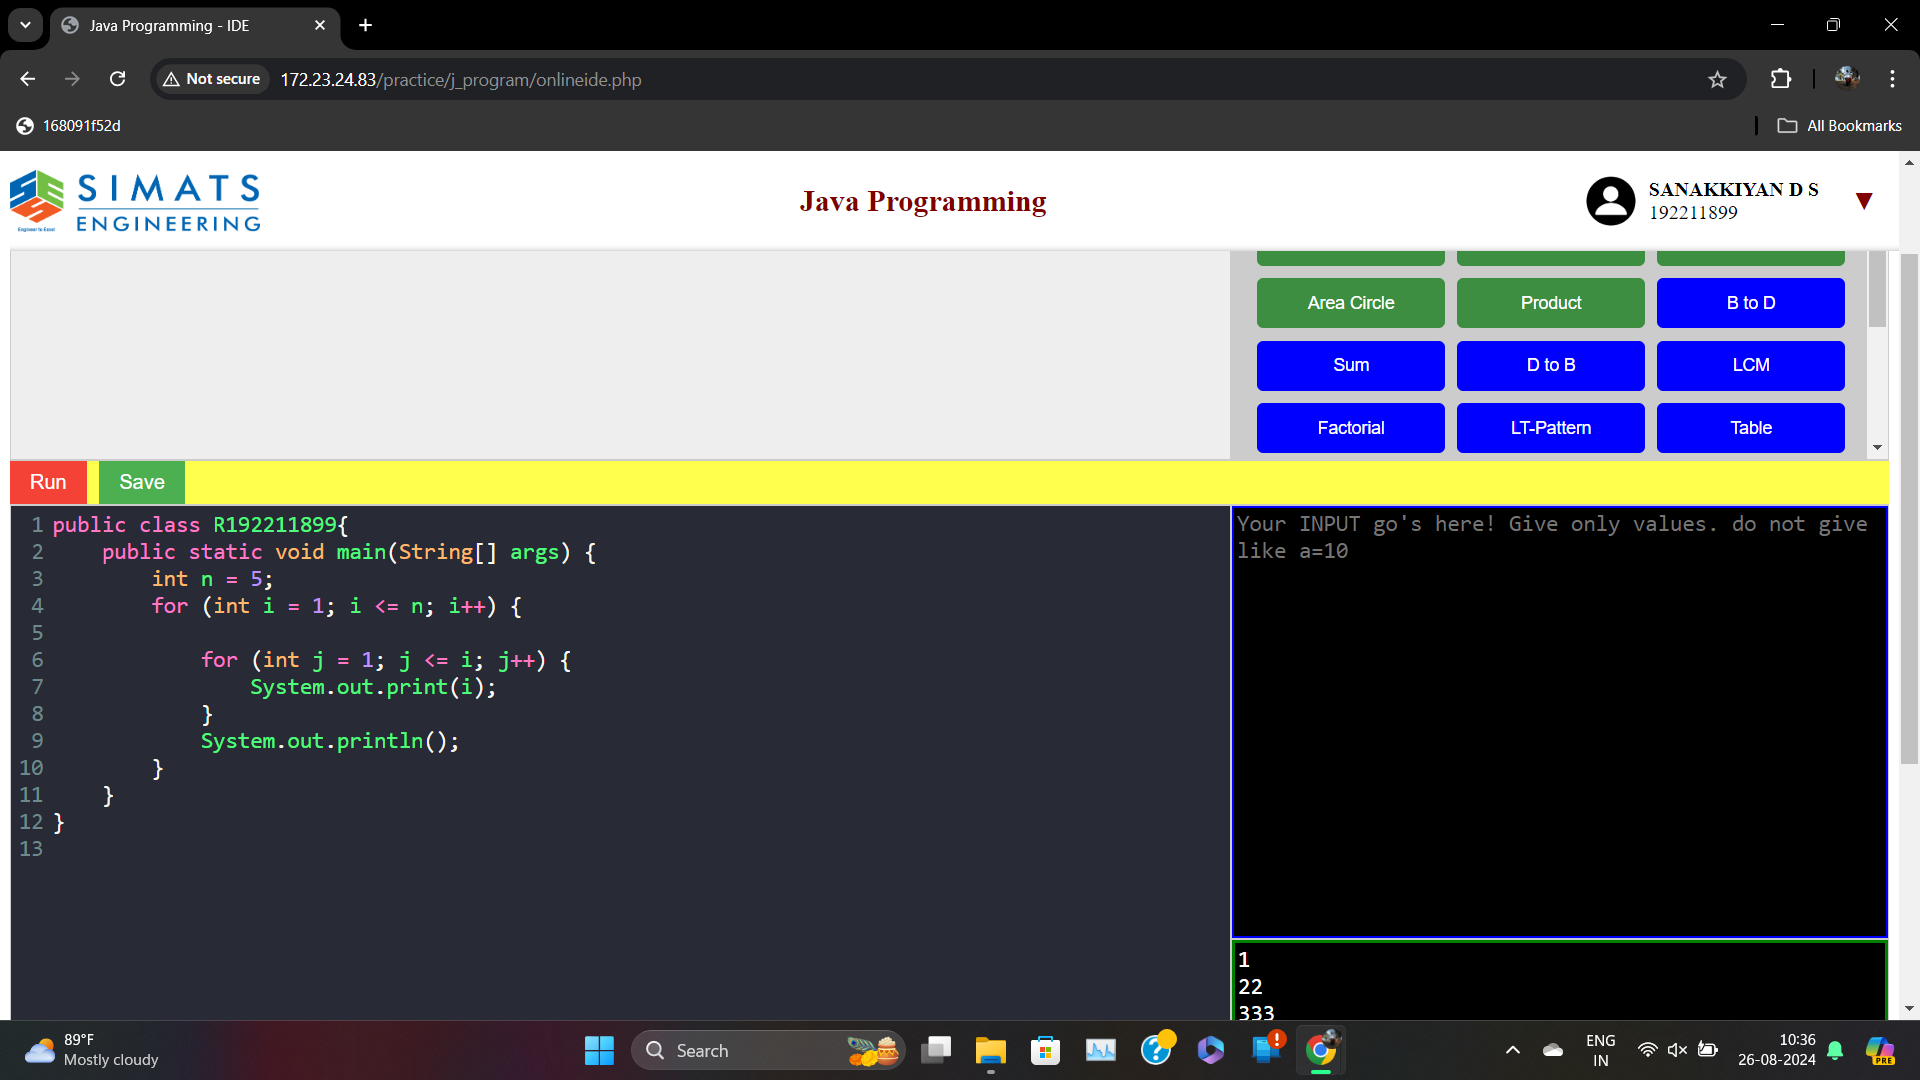 Java Programming - IDE
Not secure
172.23.24.83/practice/j_program/onlineide.php
168091f52d
All Bookmarks
SIMATS
ENGINEERING
Engineer to Excel
Java Programming
SANAKKIYAN D S
192211899
Area Circle
Product
B to D
Sum
D to B
LCM
Factorial
LT-Pattern
Table
Run
Save
1 public class R192211899{
2     public static void main(String[] args) {
3         int n = 5;
4         for (int i = 1; i <= n; i++) {
5
6             for (int j = 1; j <= i; j++) {
7                 System.out.print(i);
8             }
9             System.out.println();
10         }
11     }
12 }
13
Your INPUT go's here! Give only values. do not give
like a=10
1
22
333
89°F
Mostly cloudy
Search
ENG
IN
10:36
26-08-2024
PRE